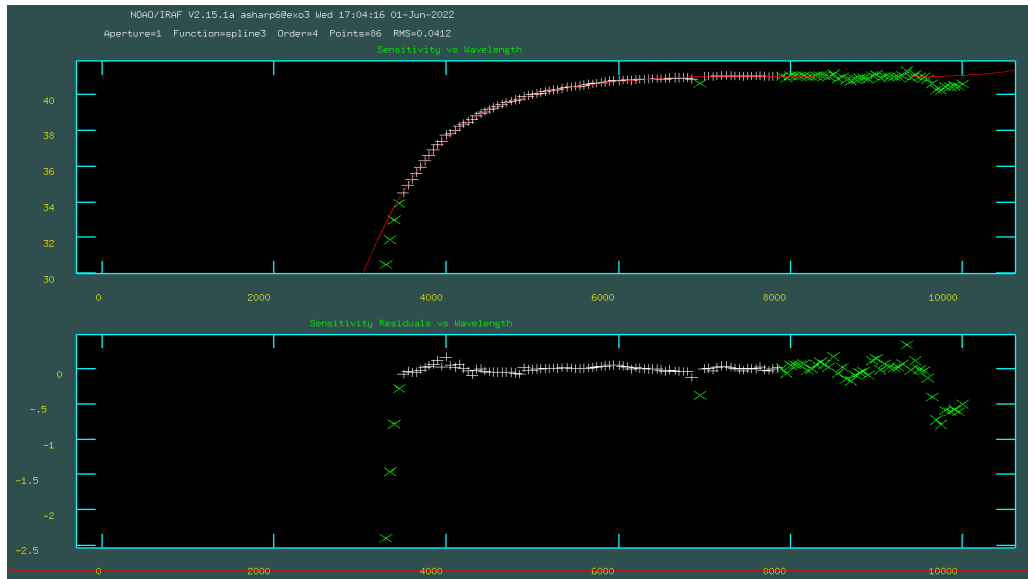 NOAO/IRAF V2.15.1a asharp6@exo3 Wed 17:04:16 01-Jun-2022
Aperture=1 Function=spline3 Order=4 Points=86 RMS=0.0412
Sensitivity vs Wavelength
40
38
36
34
32
30
0 2000 4000 6000 8000 10000
Sensitivity Residuals vs Wavelength
0
-.5
-1
-1.5
-2
-2.5
0 2000 4000 6000 8000 10000